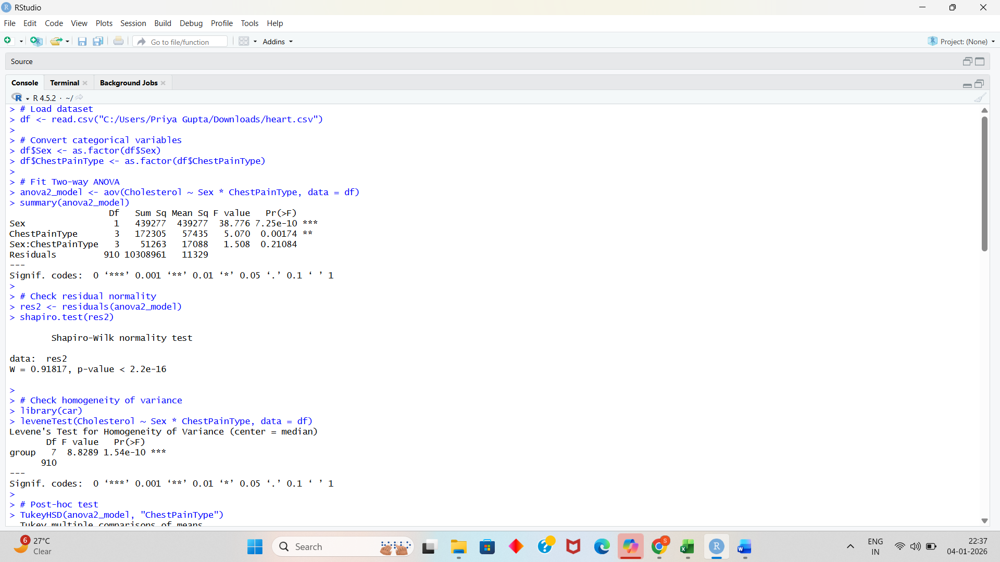 RStudio
File Edit Code View Plots Session Build Debug Profile Tools Help
Go to file/function Addins Project: (None)
Source
Console Terminal Background Jobs
R 4.5.2 · ~/
> # Load dataset
> df <- read.csv("C:/Users/Priya Gupta/Downloads/heart.csv")
>
> # Convert categorical variables
> df$Sex <- as.factor(df$Sex)
> df$ChestPainType <- as.factor(df$ChestPainType)
>
> # Fit Two-way ANOVA
> anova2_model <- aov(Cholesterol ~ Sex * ChestPainType, data = df)
> summary(anova2_model)
Df Sum Sq Mean Sq F value Pr(>F)
Sex 1 439277 439277 38.776 7.25e-10 ***
ChestPainType 3 172305 57435 5.070 0.00174 **
Sex:ChestPainType 3 51263 17088 1.508 0.21084
Residuals 910 10308961 11329
---
Signif. codes: 0 ‘***’ 0.001 ‘**’ 0.01 ‘*’ 0.05 ‘.’ 0.1 ‘ ’ 1
>
> # Check residual normality
> res2 <- residuals(anova2_model)
> shapiro.test(res2)
Shapiro-Wilk normality test
data: res2
W = 0.91817, p-value < 2.2e-16
>
> # Check homogeneity of variance
> library(car)
> leveneTest(Cholesterol ~ Sex * ChestPainType, data = df)
Levene's Test for Homogeneity of Variance (center = median)
Df F value Pr(>F)
group 7 8.8289 1.54e-10 ***
910
---
Signif. codes: 0 ‘***’ 0.001 ‘**’ 0.01 ‘*’ 0.05 ‘.’ 0.1 ‘ ’ 1
>
> # Post-hoc test
> TukeyHSD(anova2_model, "ChestPainType")
Tukey multiple comparisons of means
6 27°C
Clear
Search
ENG
IN
22:37
04-01-2026